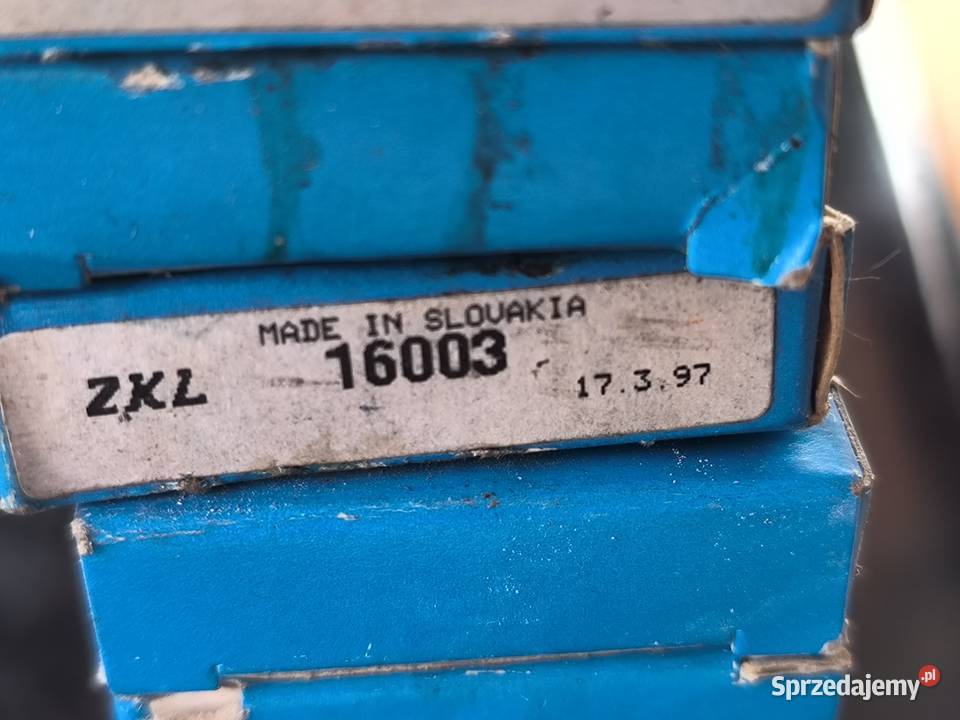 MADE IN SLOVAKIA
ZKL 16003 17.3.97
Sprzedajemy.pl